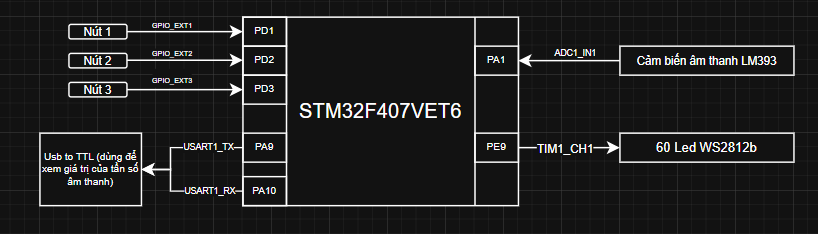 Nút 1
GPIO_EXT1
PD1
Nút 2
GPIO_EXT2
PD2
Nút 3
GPIO_EXT3
PD3
STM32F407VET6
PA1
ADC1_IN1
Cảm biến âm thanh LM393
Usb to TTL (dùng để
xem giá trị của tần số
âm thanh)
USART1_TX
PA9
USART1_RX
PA10
PE9
TIM1_CH1
60 Led WS2812b